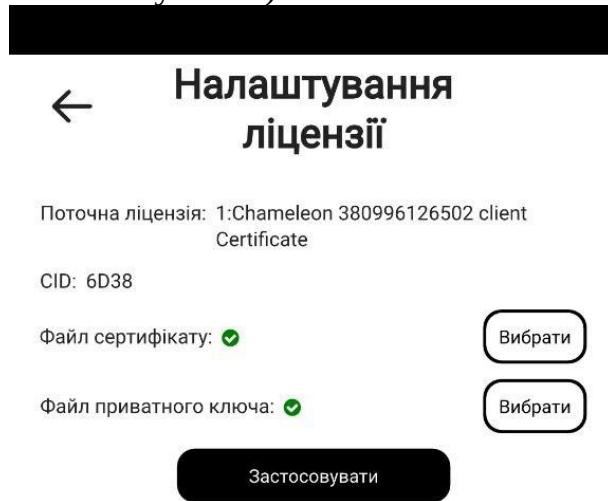 Налаштування
ліцензії
Поточна ліцензія: 1:Chameleon 380996126502 client
Certificate
CID: 6D38
Файл сертифікату:
Вибрати
Файл приватного ключа:
Вибрати
Застосовувати